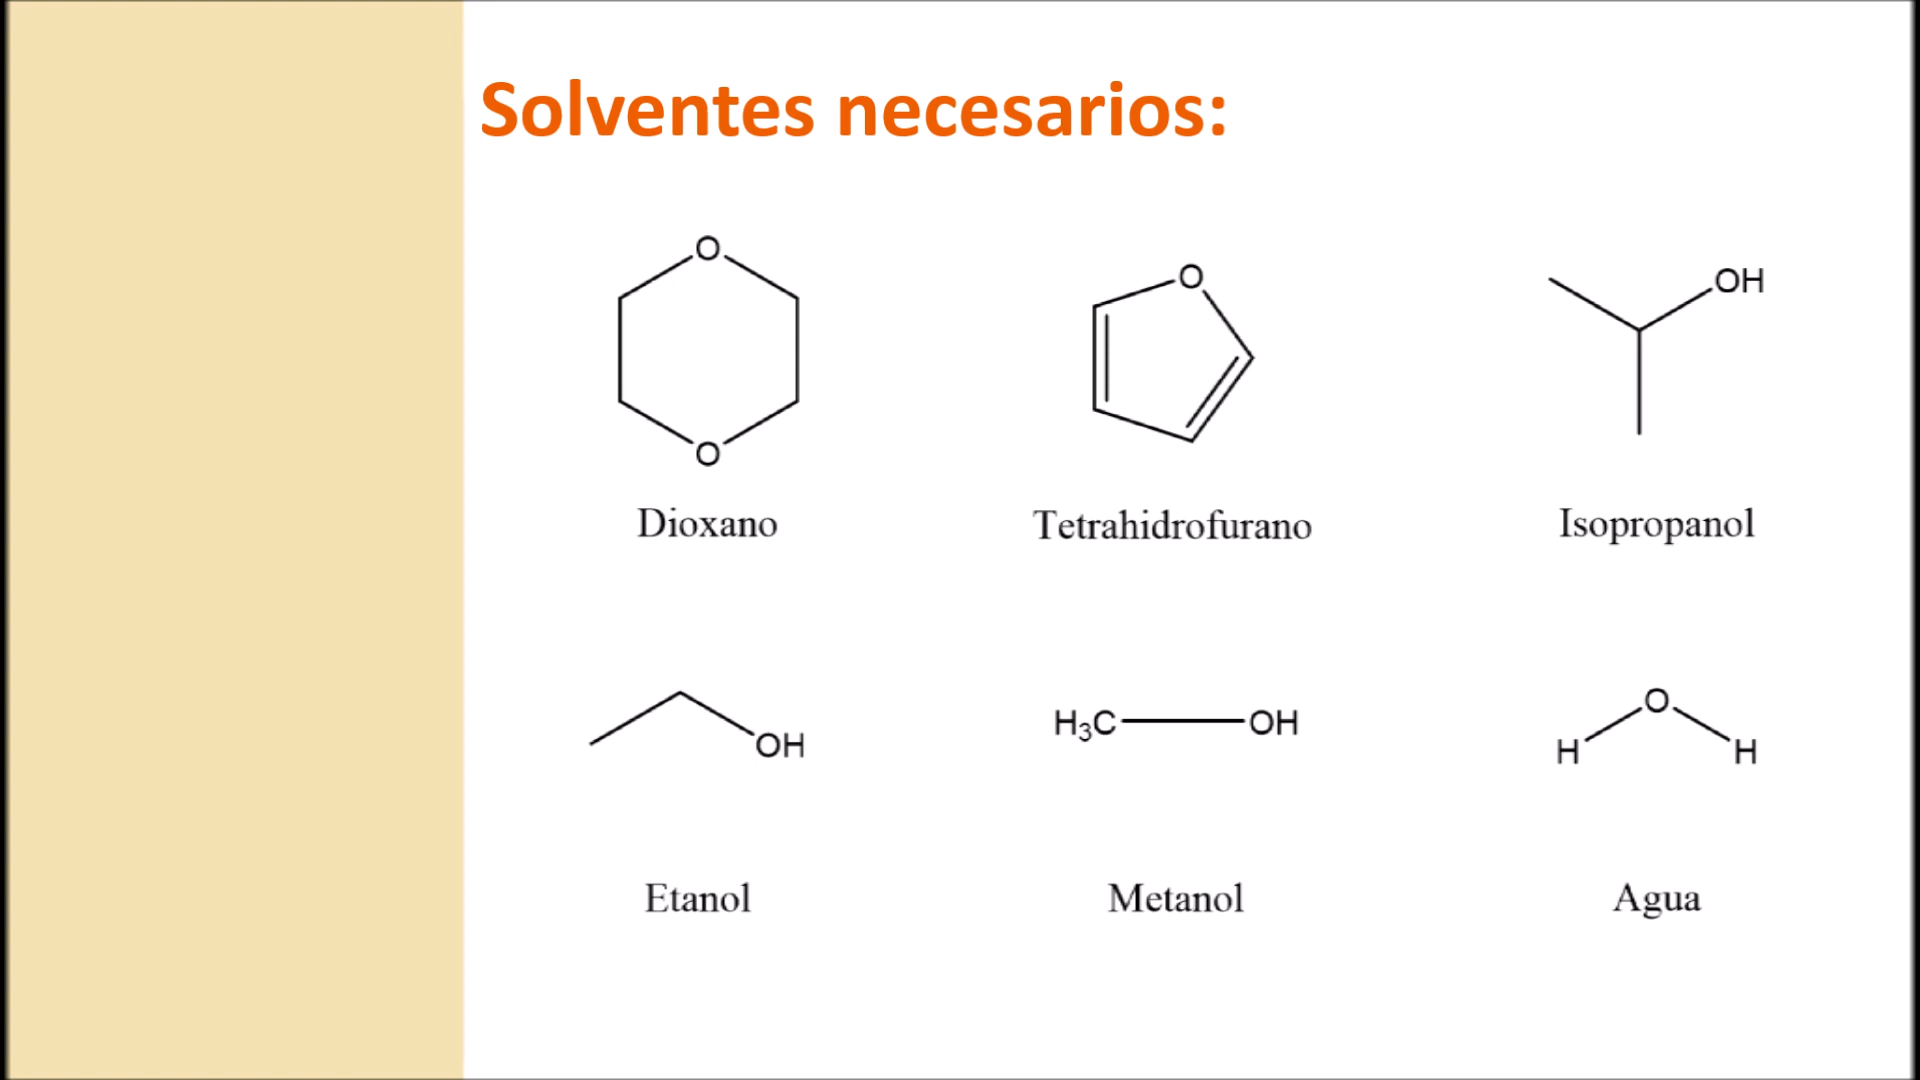 Solventes necesarios:
O
O
OH
O
Dioxano
Tetrahidrofurano
Isopropanol
OH
H₃C
OH
O
H
H
Etanol
Metanol
Agua